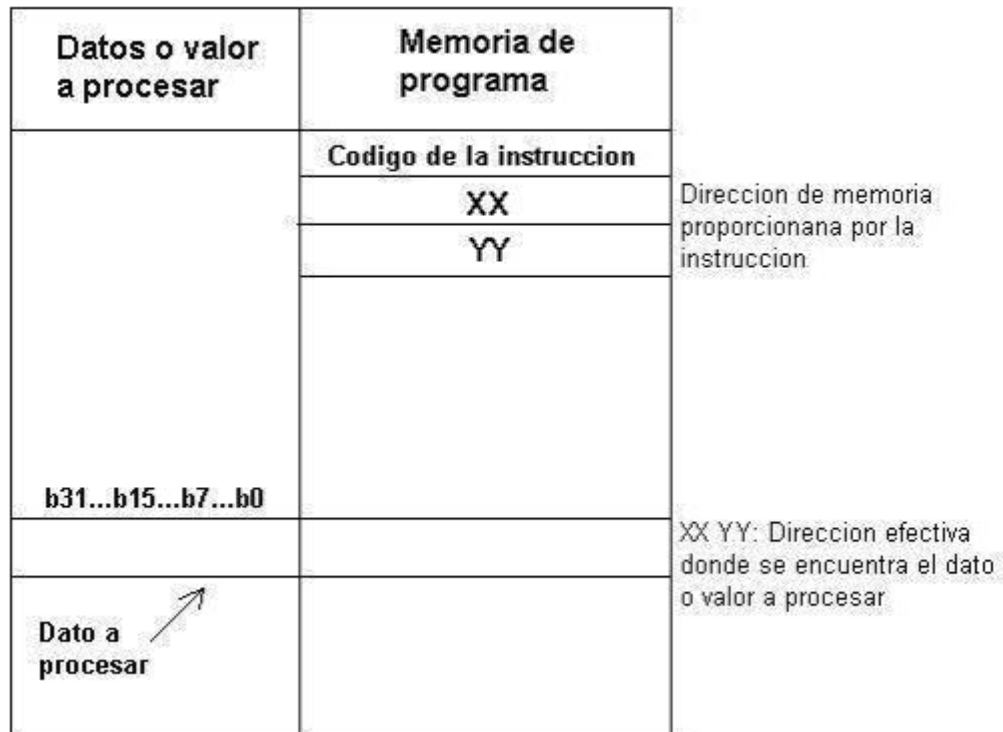 Datos o valor
a procesar
Memoria de
programa
Codigo de la instruccion
XX
YY
Direccion de memoria
proporcionana por la
instruccion
b31...b15...b7...b0
XX YY: Direccion efectiva
donde se encuentra el dato
o valor a procesar
Dato a
procesar